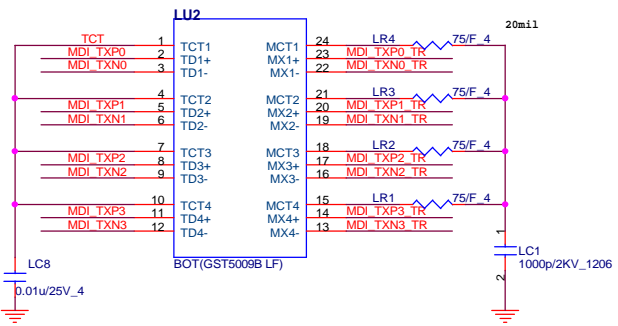 LU2
20mil
TCT 1 TCT1 MCT1 24 LR4 75/F_4
MDI_TXP0 2 TD1+ MX1+ 23 MDI_TXP0_TR
MDI_TXN0 3 TD1- MX1- 22 MDI_TXN0_TR
4 TCT2 MCT2 21 LR3 75/F_4
MDI_TXP1 5 TD2+ MX2+ 20 MDI_TXP1_TR
MDI_TXN1 6 TD2- MX2- 19 MDI_TXN1_TR
7 TCT3 MCT3 18 LR2 75/F_4
MDI_TXP2 8 TD3+ MX3+ 17 MDI_TXP2_TR
MDI_TXN2 9 TD3- MX3- 16 MDI_TXN2_TR
10 TCT4 MCT4 15 LR1 75/F_4
MDI_TXP3 11 TD4+ MX4+ 14 MDI_TXP3_TR
MDI_TXN3 12 TD4- MX4- 13 MDI_TXN3_TR
1
LC1
LC8 BOT(GST5009B LF) 1000p/2KV_1206
2
0.01u/25V_4